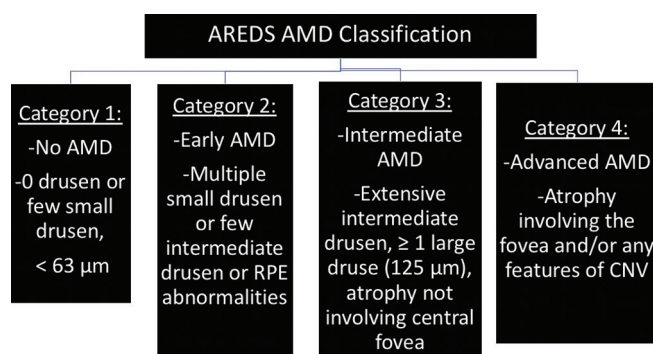 AREDS AMD Classification
Category 1:
-No AMD
-0 drusen or
few small
drusen,
< 63 μm
Category 2:
-Early AMD
-Multiple
small drusen
or few
intermediate
drusen or RPE
abnormalities
Category 3:
-Intermediate
AMD
-Extensive
intermediate
drusen, ≥ 1 large
druse (125 μm),
atrophy not
involving central
fovea
Category 4:
-Advanced AMD
-Atrophy
involving the
fovea and/or any
features of CNV